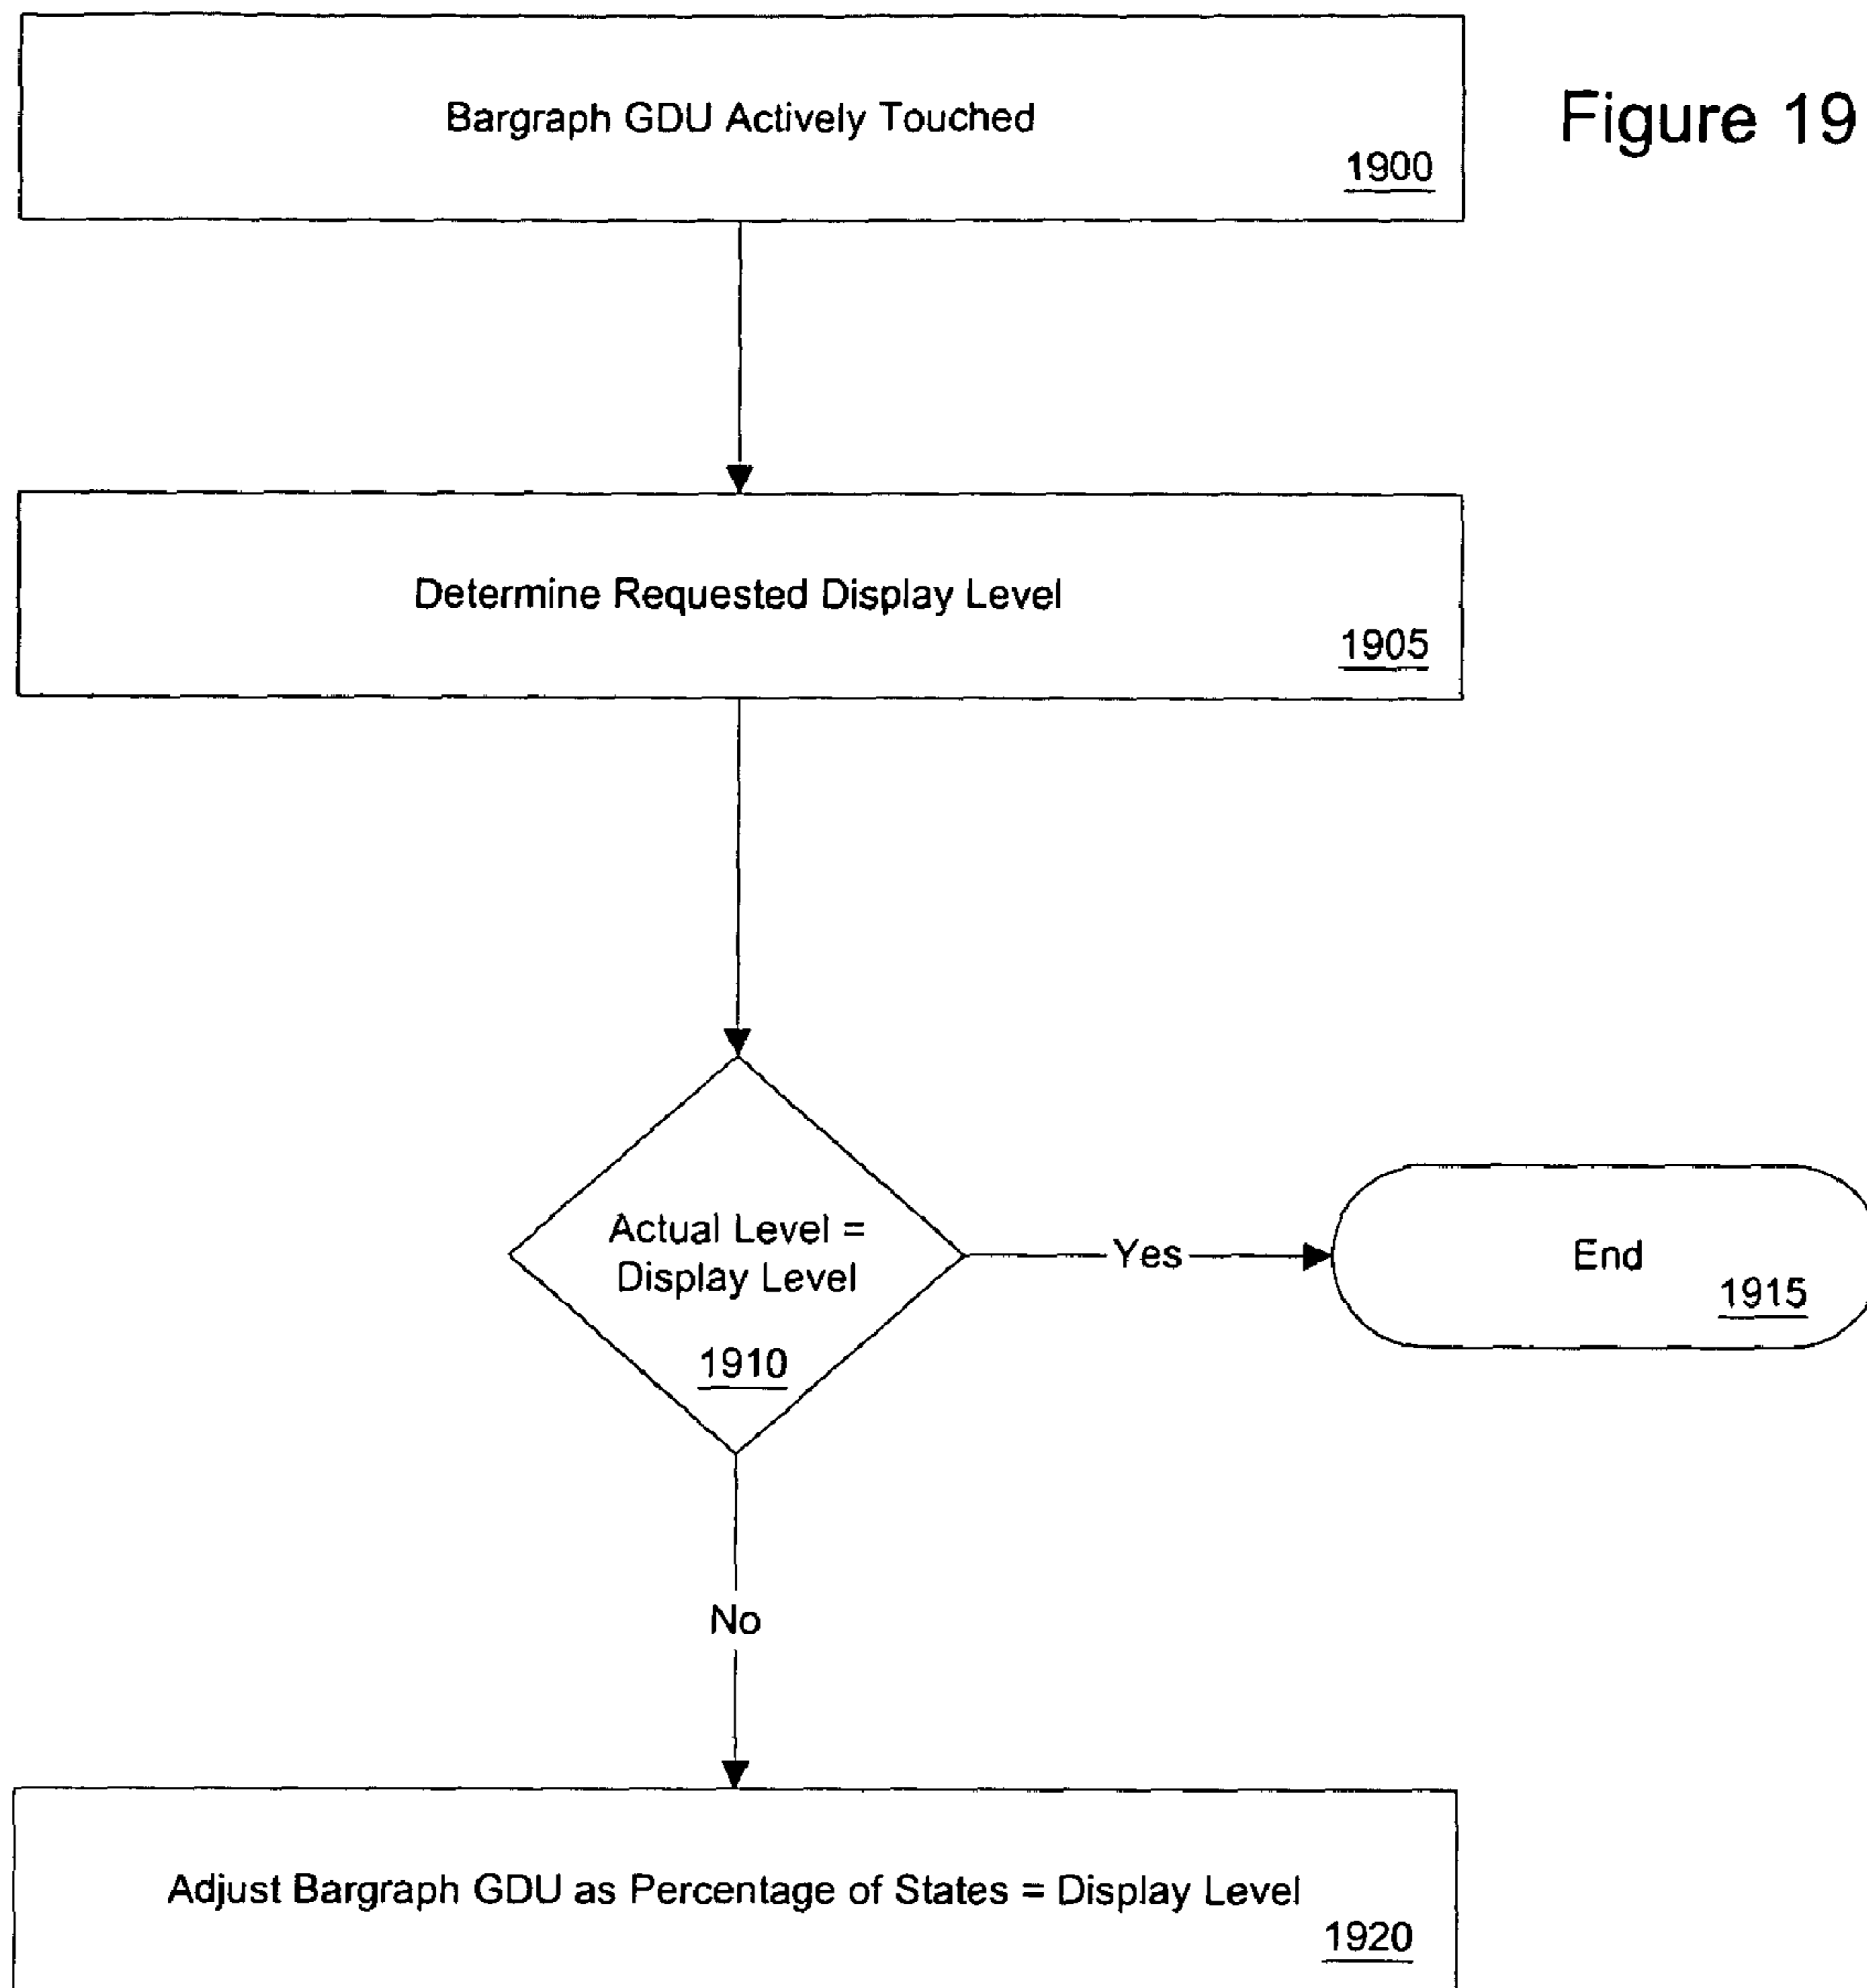 Bargraph GDU Actively Touched
1900
Figure 19
Determine Requested Display Level
1905
Actual Level =
Display Level
1910
Yes
End
1915
No
Adjust Bargraph GDU as Percentage of States = Display Level
1920